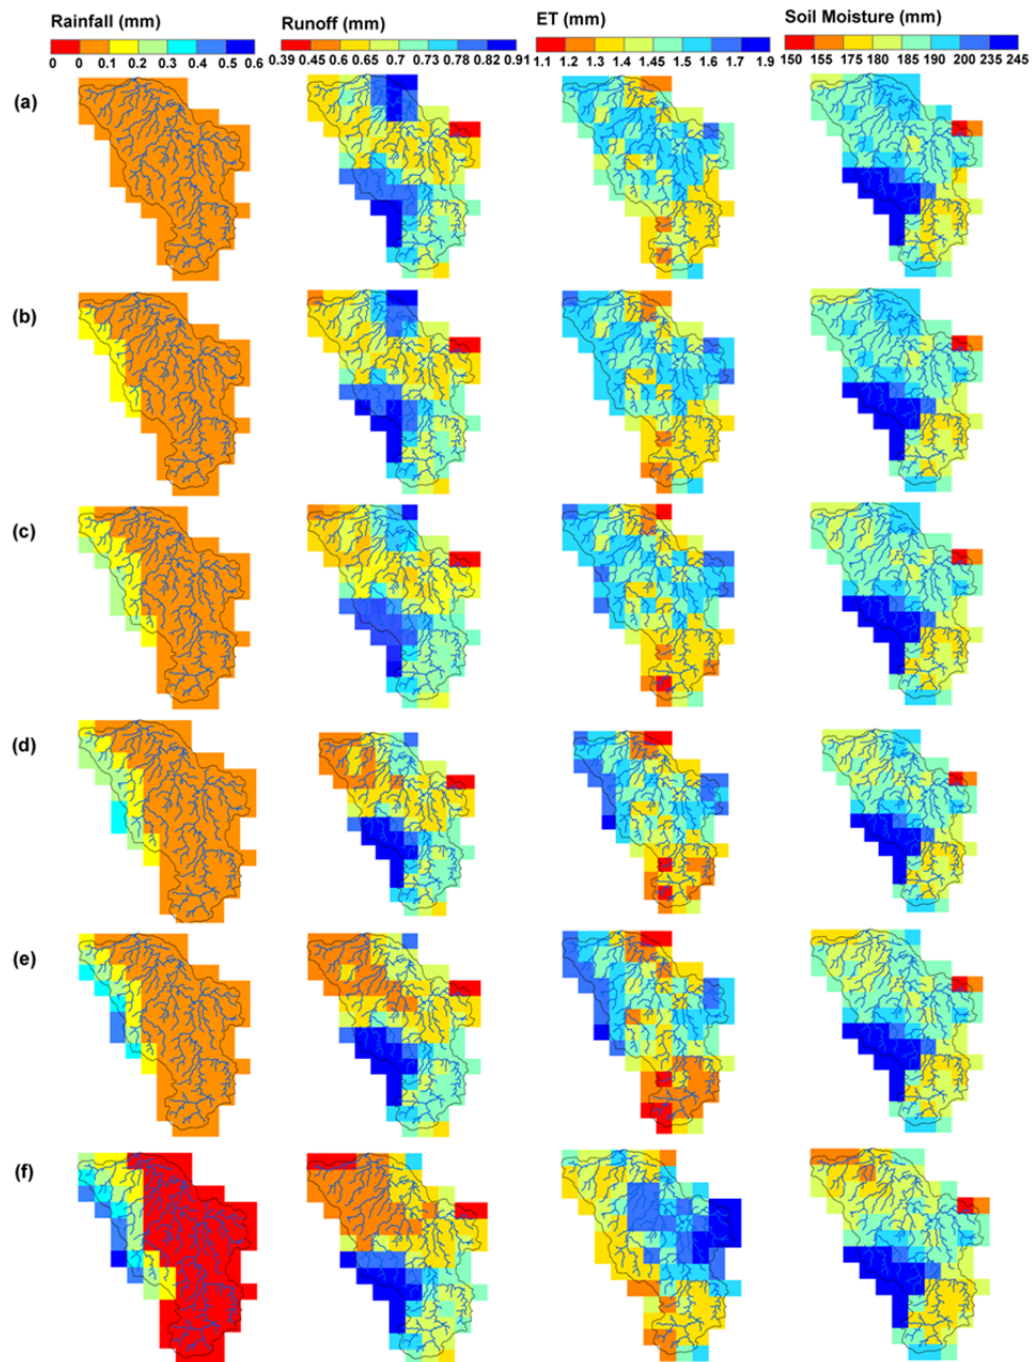 Rainfall (mm) Runoff (mm) ET (mm) Soil Moisture (mm)
0 0.1 0.2 0.3 0.4 0.5 0.6 0.39 0.45 0.6 0.65 0.7 0.73 0.78 0.82 0.91 1.1 1.2 1.3 1.4 1.45 1.5 1.6 1.7 1.9 150 155 175 180 185 190 200 235 245
(a)
(b)
(c)
(d)
(e)
(f)